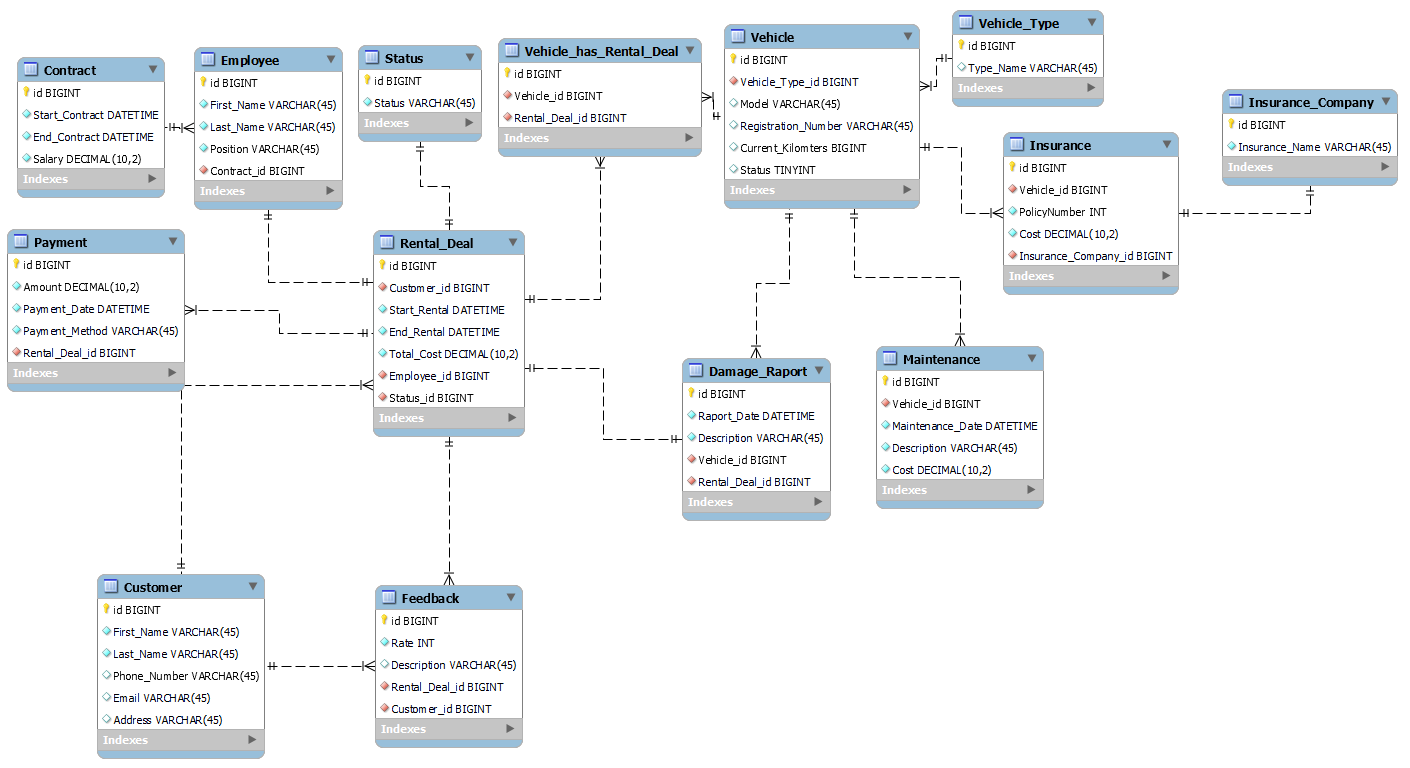 Contract
id BIGINT
Start_Contract DATETIME
End_Contract DATETIME
Salary DECIMAL(10,2)
Indexes
Employee
id BIGINT
First_Name VARCHAR(45)
Last_Name VARCHAR(45)
Position VARCHAR(45)
Contract_id BIGINT
Indexes
Status
id BIGINT
Status VARCHAR(45)
Indexes
Vehicle_has_Rental_Deal
id BIGINT
Vehicle_id BIGINT
Rental_Deal_id BIGINT
Indexes
Vehicle
id BIGINT
Vehicle_Type_id BIGINT
Model VARCHAR(45)
Registration_Number VARCHAR(45)
Current_Kilomters BIGINT
Status TINYINT
Indexes
Vehicle_Type
id BIGINT
Type_Name VARCHAR(45)
Indexes
Insurance_Company
id BIGINT
Insurance_Name VARCHAR(45)
Indexes
Insurance
id BIGINT
Vehicle_id BIGINT
PolicyNumber INT
Cost DECIMAL(10,2)
Insurance_Company_id BIGINT
Indexes
Payment
id BIGINT
Amount DECIMAL(10,2)
Payment_Date DATETIME
Payment_Method VARCHAR(45)
Rental_Deal_id BIGINT
Indexes
Rental_Deal
id BIGINT
Customer_id BIGINT
Start_Rental DATETIME
End_Rental DATETIME
Total_Cost DECIMAL(10,2)
Employee_id BIGINT
Status_id BIGINT
Indexes
Damage_Raport
id BIGINT
Raport_Date DATETIME
Description VARCHAR(45)
Vehicle_id BIGINT
Rental_Deal_id BIGINT
Indexes
Maintenance
id BIGINT
Vehicle_id BIGINT
Maintenance_Date DATETIME
Description VARCHAR(45)
Cost DECIMAL(10,2)
Indexes
Customer
id BIGINT
First_Name VARCHAR(45)
Last_Name VARCHAR(45)
Phone_Number VARCHAR(45)
Email VARCHAR(45)
Address VARCHAR(45)
Indexes
Feedback
id BIGINT
Rate INT
Description VARCHAR(45)
Rental_Deal_id BIGINT
Customer_id BIGINT
Indexes